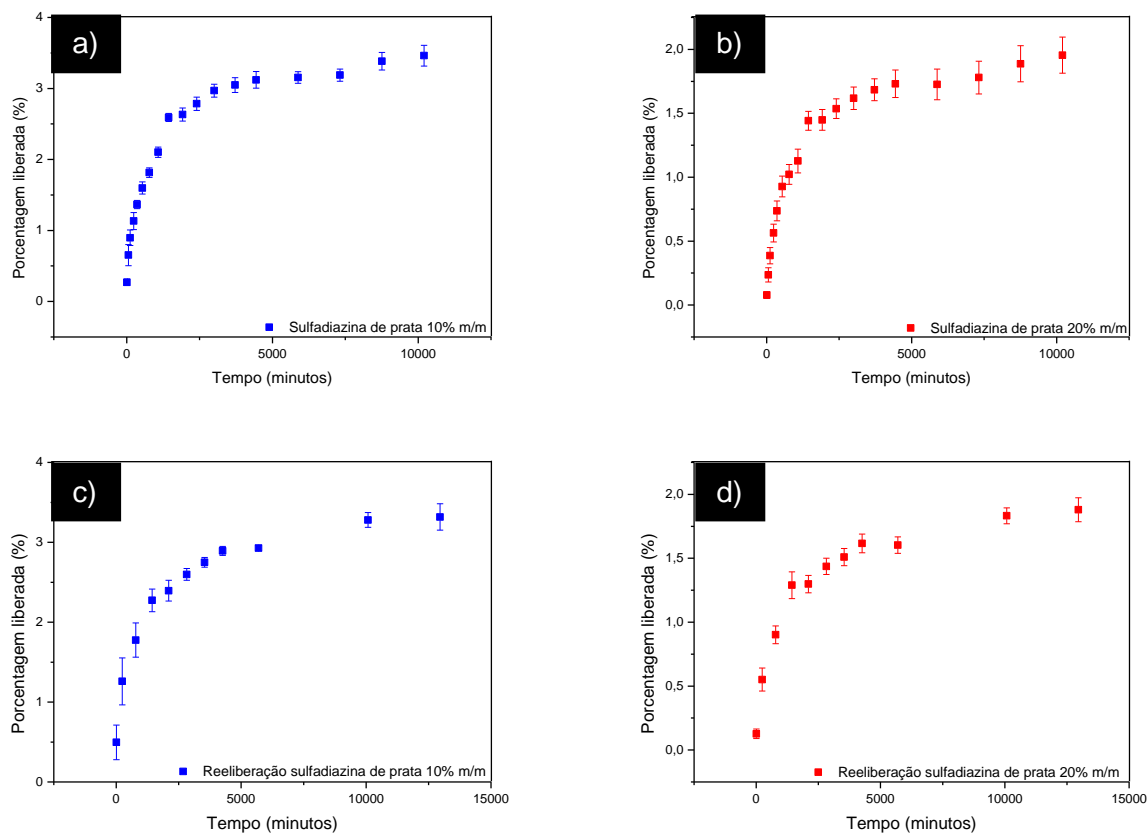 a)
Porcentagem liberada (%)
4
3
2
1
0
Sulfadiazina de prata 10% m/m
0 5000 10000
Tempo (minutos)
b)
Porcentagem liberada (%)
2,0
1,5
1,0
0,5
0,0
Sulfadiazina de prata 20% m/m
0 5000 10000
Tempo (minutos)
c)
Porcentagem liberada (%)
4
3
2
1
0
Reeliberação sulfadiazina de prata 10% m/m
0 5000 10000 15000
Tempo (minutos)
d)
Porcentagem liberada (%)
2,0
1,5
1,0
0,5
0,0
Reeliberação sulfadiazina de prata 20% m/m
0 5000 10000 15000
Tempo (minutos)